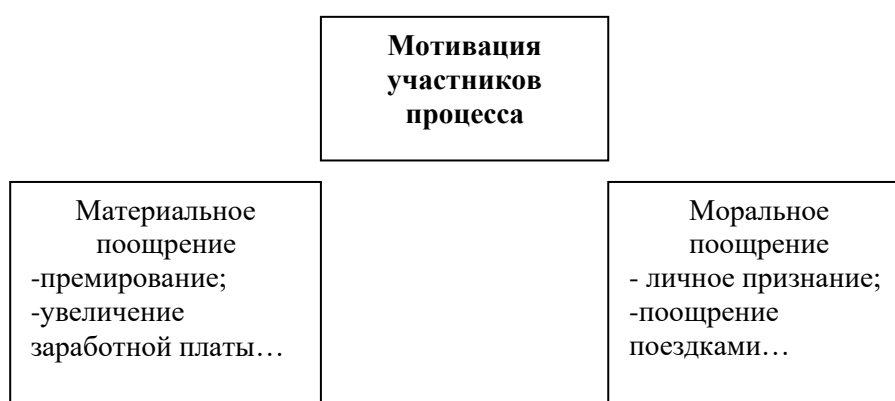 Мотивация
участников
процесса
Материальное
поощрение
-премирование;
-увеличение
заработной платы…
Моральное
поощрение
- личное признание;
-поощрение
поездками…